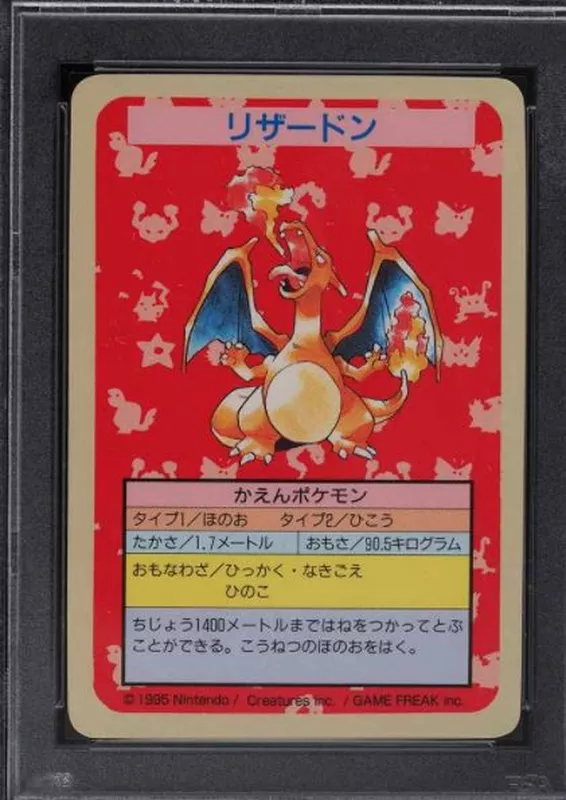 リザードン
かえんポケモン
タイプ1/ほのお タイプ2/ひこう
たかさ/1.7メートル おもさ/90.5キログラム
おもなわざ/ひっかく・なきごえ
ひのこ
ちじょう1400メートルまではねをつかってとぶ
ことができる。こうねつのほのおをはく。
© 1995 Nintendo / Creatures inc. / GAME FREAK inc.